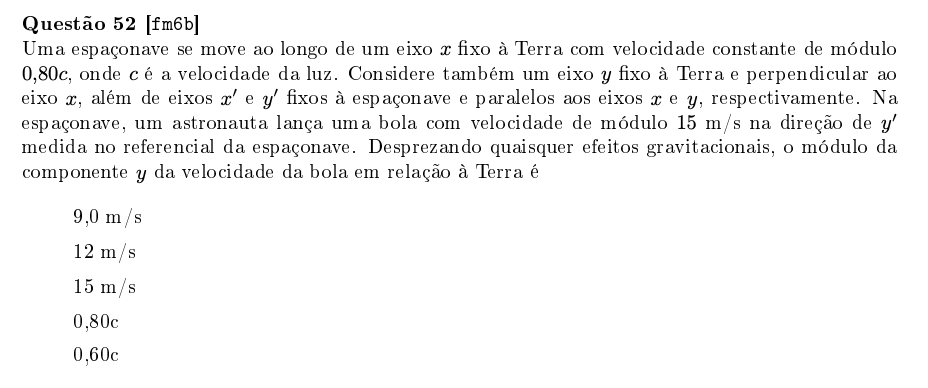 Questão 52 [fm6b]
Uma espaçonave se move ao longo de um eixo x fixo à Terra com velocidade constante de módulo
0,80c, onde c é a velocidade da luz. Considere também um eixo y fixo à Terra e perpendicular ao
eixo x, além de eixos x′ e y′ fixos à espaçonave e paralelos aos eixos x e y, respectivamente. Na
espaçonave, um astronauta lança uma bola com velocidade de módulo 15 m/s na direção de y′
medida no referencial da espaçonave. Desprezando quaisquer efeitos gravitacionais, o módulo da
componente y da velocidade da bola em relação à Terra é
9,0 m/s
12 m/s
15 m/s
0,80c
0,60c